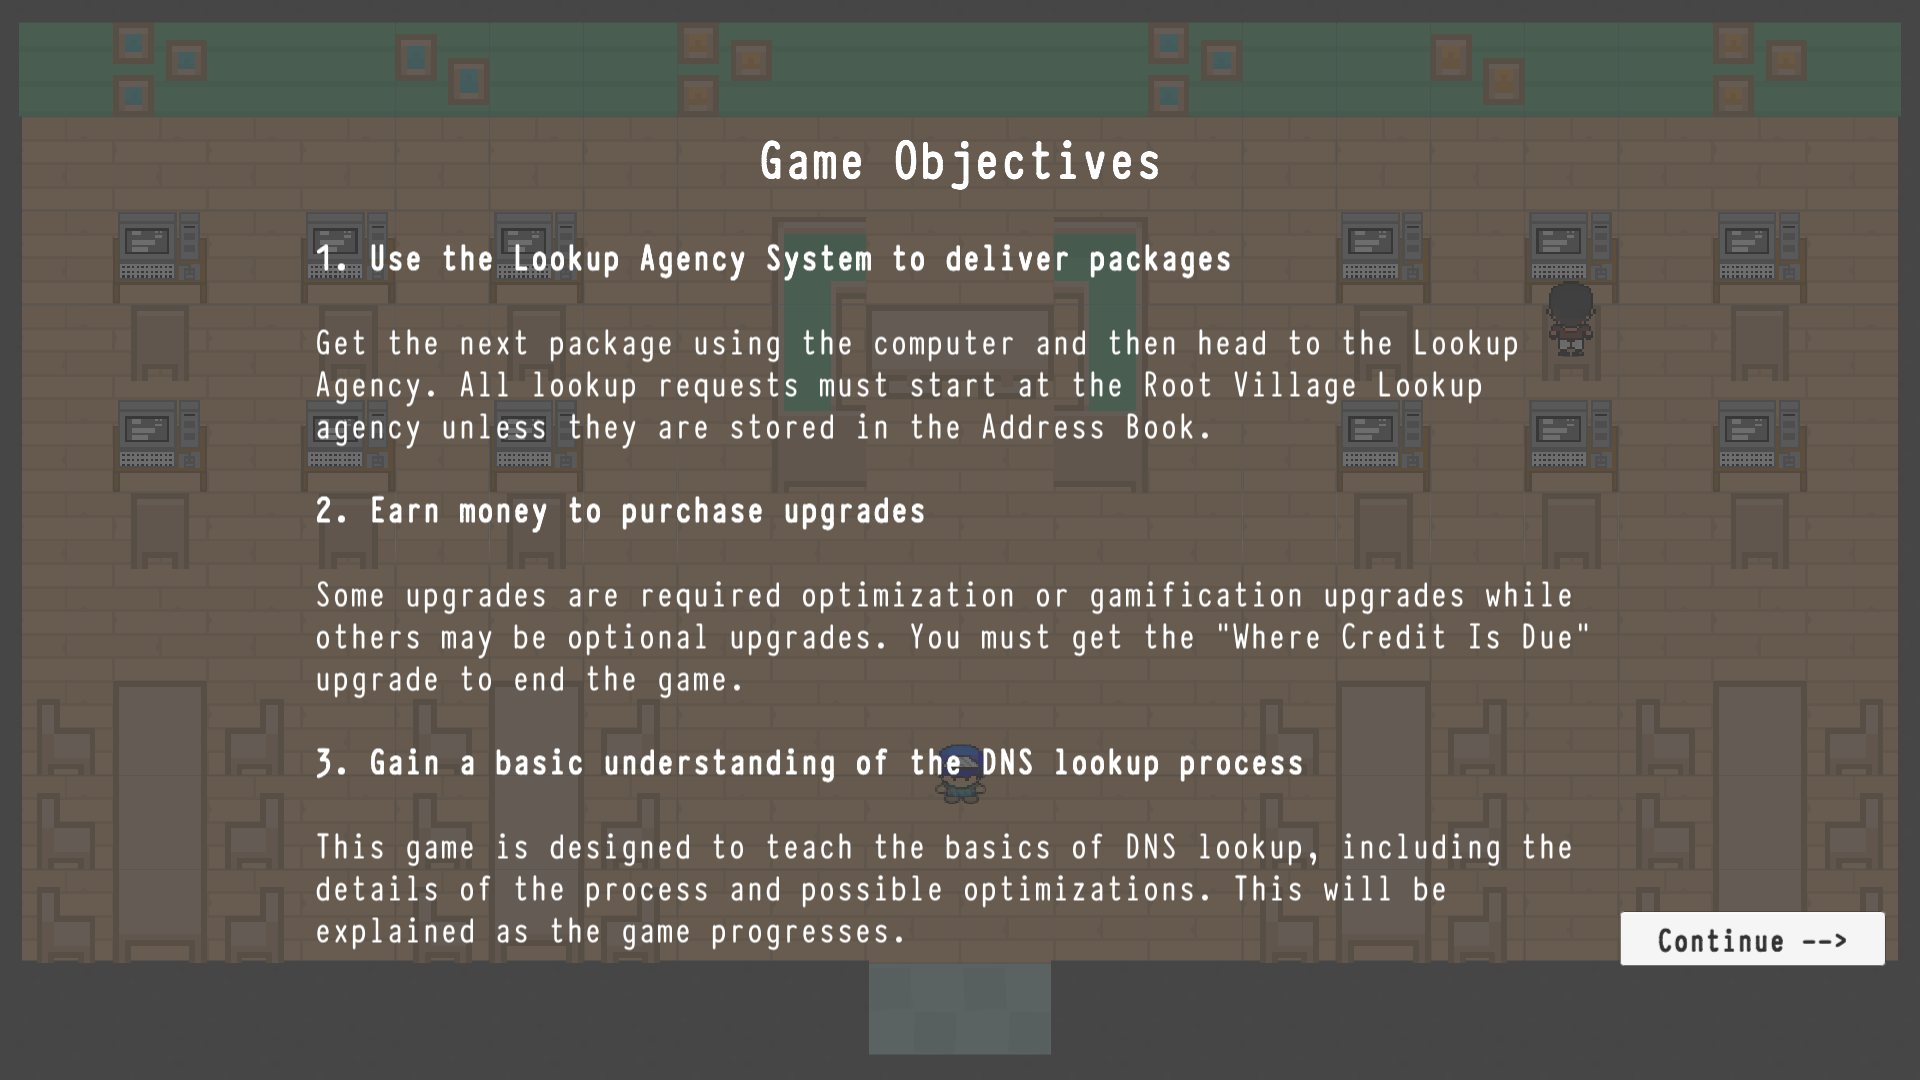 Game Objectives
1. Use the Lookup Agency System to deliver packages
Get the next package using the computer and then head to the Lookup
Agency. All lookup requests must start at the Root Village Lookup
agency unless they are stored in the Address Book.
2. Earn money to purchase upgrades
Some upgrades are required optimization or gamification upgrades while
others may be optional upgrades. You must get the "Where Credit Is Due"
upgrade to end the game.
3. Gain a basic understanding of the DNS lookup process
This game is designed to teach the basics of DNS lookup, including the
details of the process and possible optimizations. This will be
explained as the game progresses.
Continue -->